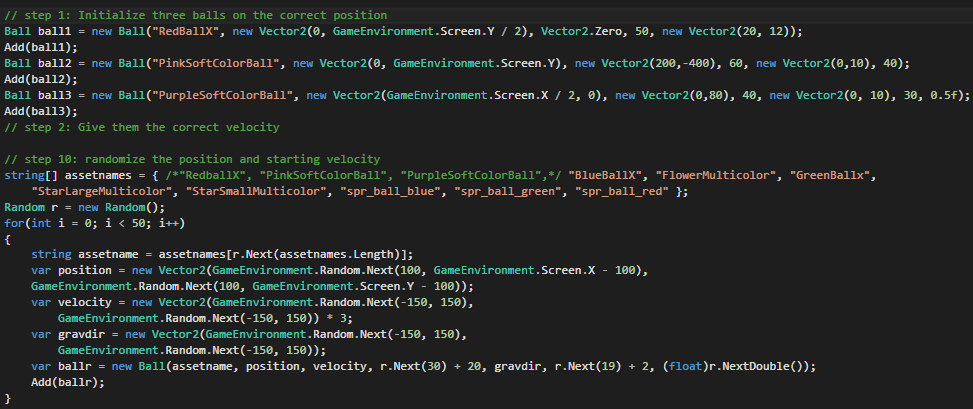 // step 1: Initialize three balls on the correct position
Ball ball1 = new Ball("RedBallX", new Vector2(0, GameEnvironment.Screen.Y / 2), Vector2.Zero, 50, new Vector2(20, 12));
Add(ball1);
Ball ball2 = new Ball("PinkSoftColorBall", new Vector2(0, GameEnvironment.Screen.Y), new Vector2(200,-400), 60, new Vector2(0,10), 40);
Add(ball2);
Ball ball3 = new Ball("PurpleSoftColorBall", new Vector2(GameEnvironment.Screen.X / 2, 0), new Vector2(0,80), 40, new Vector2(0, 10), 30, 0.5f);
Add(ball3);
// step 2: Give them the correct velocity
// step 10: randomize the position and starting velocity
string[] assetnames = { /*"RedballX", "PinkSoftColorBall", "PurpleSoftColorBall",*/ "BlueBallX", "FlowerMulticolor", "GreenBallx",
"StarLargeMulticolor", "StarSmallMulticolor", "spr_ball_blue", "spr_ball_green", "spr_ball_red" };
Random r = new Random();
for(int i = 0; i < 50; i++)
{
string assetname = assetnames[r.Next(assetnames.Length)];
var position = new Vector2(GameEnvironment.Random.Next(100, GameEnvironment.Screen.X - 100),
GameEnvironment.Random.Next(100, GameEnvironment.Screen.Y - 100));
var velocity = new Vector2(GameEnvironment.Random.Next(-150, 150),
GameEnvironment.Random.Next(-150, 150)) * 3;
var gravdir = new Vector2(GameEnvironment.Random.Next(-150, 150),
GameEnvironment.Random.Next(-150, 150));
var ballr = new Ball(assetname, position, velocity, r.Next(30) + 20, gravdir, r.Next(19) + 2, (float)r.NextDouble());
Add(ballr);
}